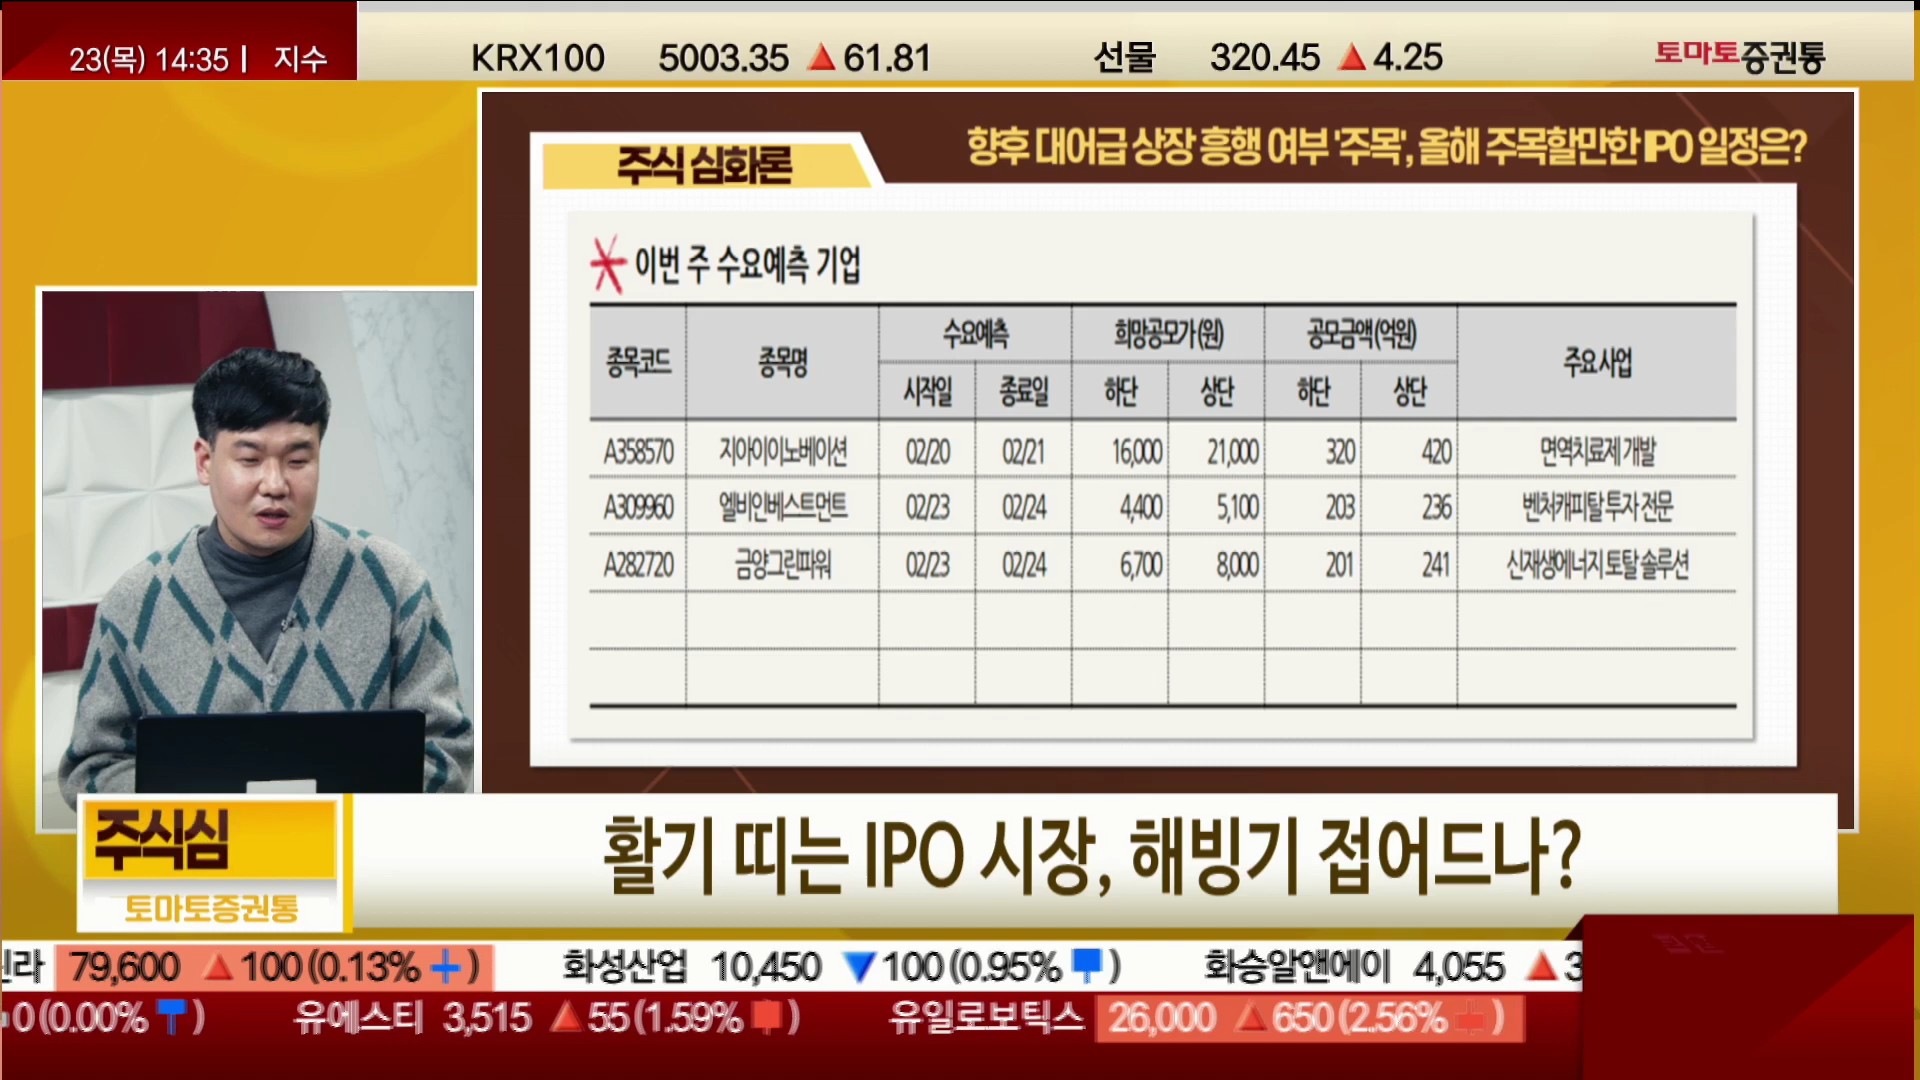 23(목) 14:35 | 지수 KRX100 5003.35 ▲ 61.81 선물 320.45 ▲ 4.25 토마토증권통
향후 대어급 상장 흥행 여부 '주목', 올해 주목할만한 IPO 일정은?
주식 심화론
이번 주 수요예측 기업
종목코드 종목명 수요예측 희망공모가(원) 공모금액(억원) 주요 사업
시작일 종료일 하단 상단 하단 상단
A358570 지아이이노베이션 02/20 02/21 16,000 21,000 320 420 면역치료제 개발
A309960 엘비인베스트먼트 02/23 02/24 4,400 5,100 203 236 벤처캐피탈 투자 전문
A282720 금양그린파워 02/23 02/24 6,700 8,000 201 241 신재생에너지 토탈 솔루션
주식심
토마토증권통
활기 띠는 IPO 시장, 해빙기 접어드나?
라 79,600 ▲ 100 (0.13% + ) 화성산업 10,450 ▼ 100 (0.95% ) 화승알앤에이 4,055 ▲ 3
0 (0.00% ) 유에스티 3,515 ▲ 55 (1.59% ) 유일로보틱스 26,000 ▲ 650 (2.56% + )